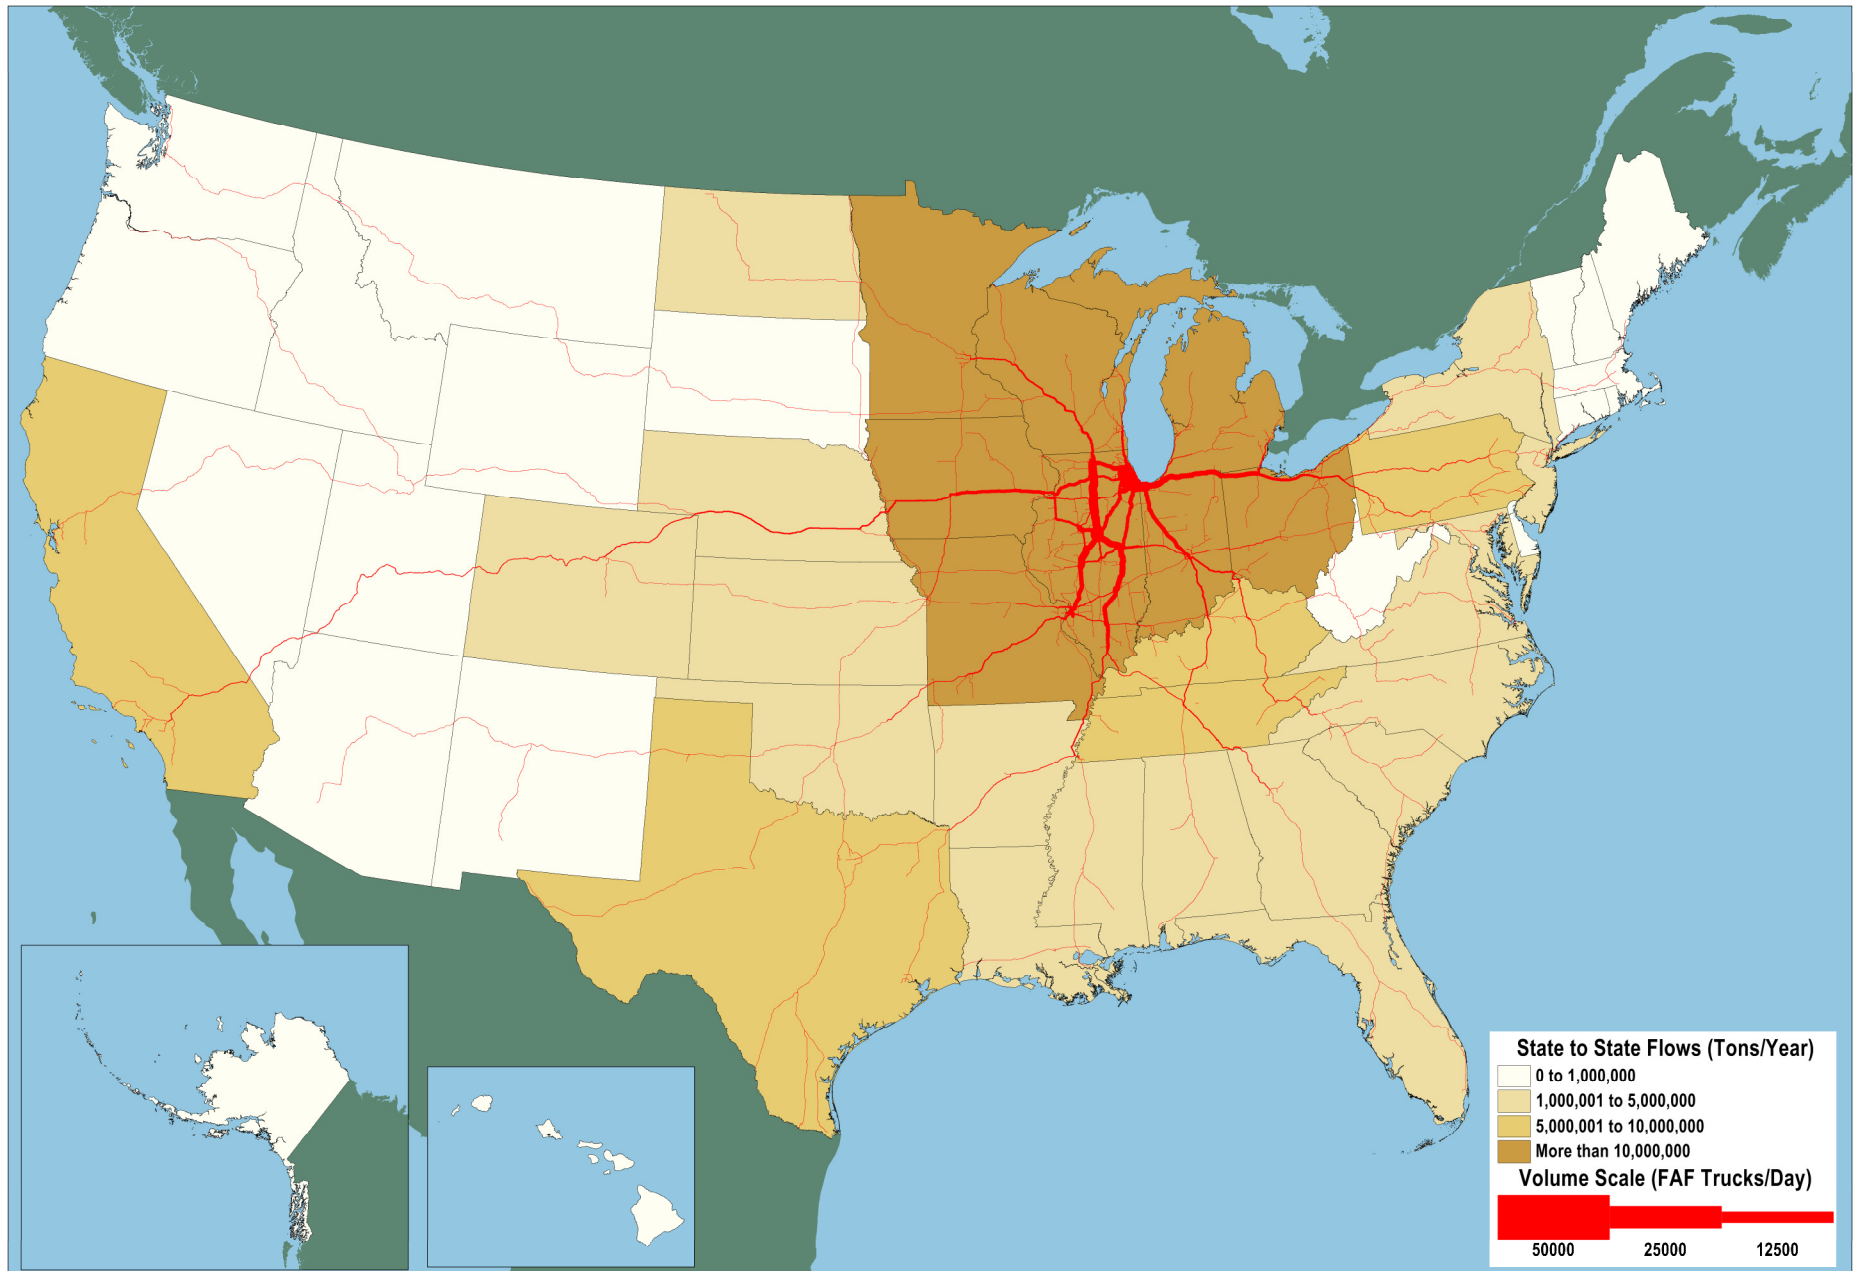 State to State Flows (Tons/Year)
0 to 1,000,000
1,000,001 to 5,000,000
5,000,001 to 10,000,000
More than 10,000,000
Volume Scale (FAF Trucks/Day)
50000 25000 12500